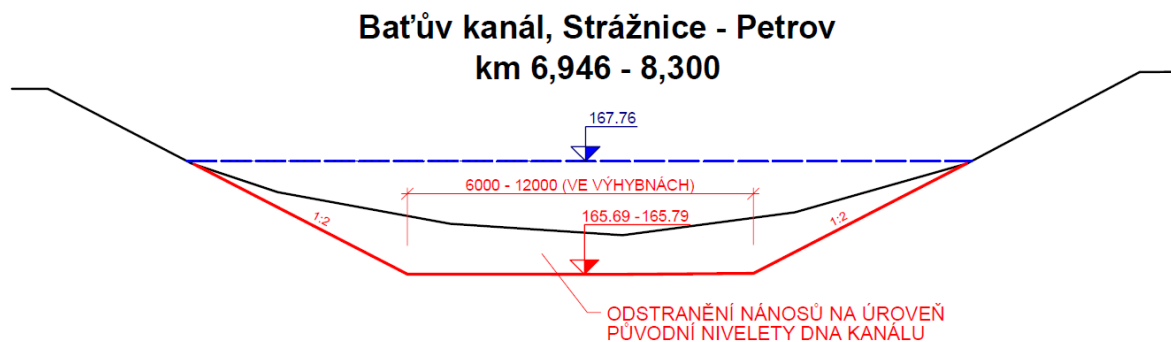 Baťův kanál, Strážnice - Petrov
km 6,946 - 8,300
167.76
6000 - 12000 (VE VÝHYBNÁCH)
1:2
165.69 - 165.79
1:2
ODSTRANĚNÍ NÁNOSŮ NA ÚROVEŇ
PŮVODNÍ NIVELETY DNA KANÁLU